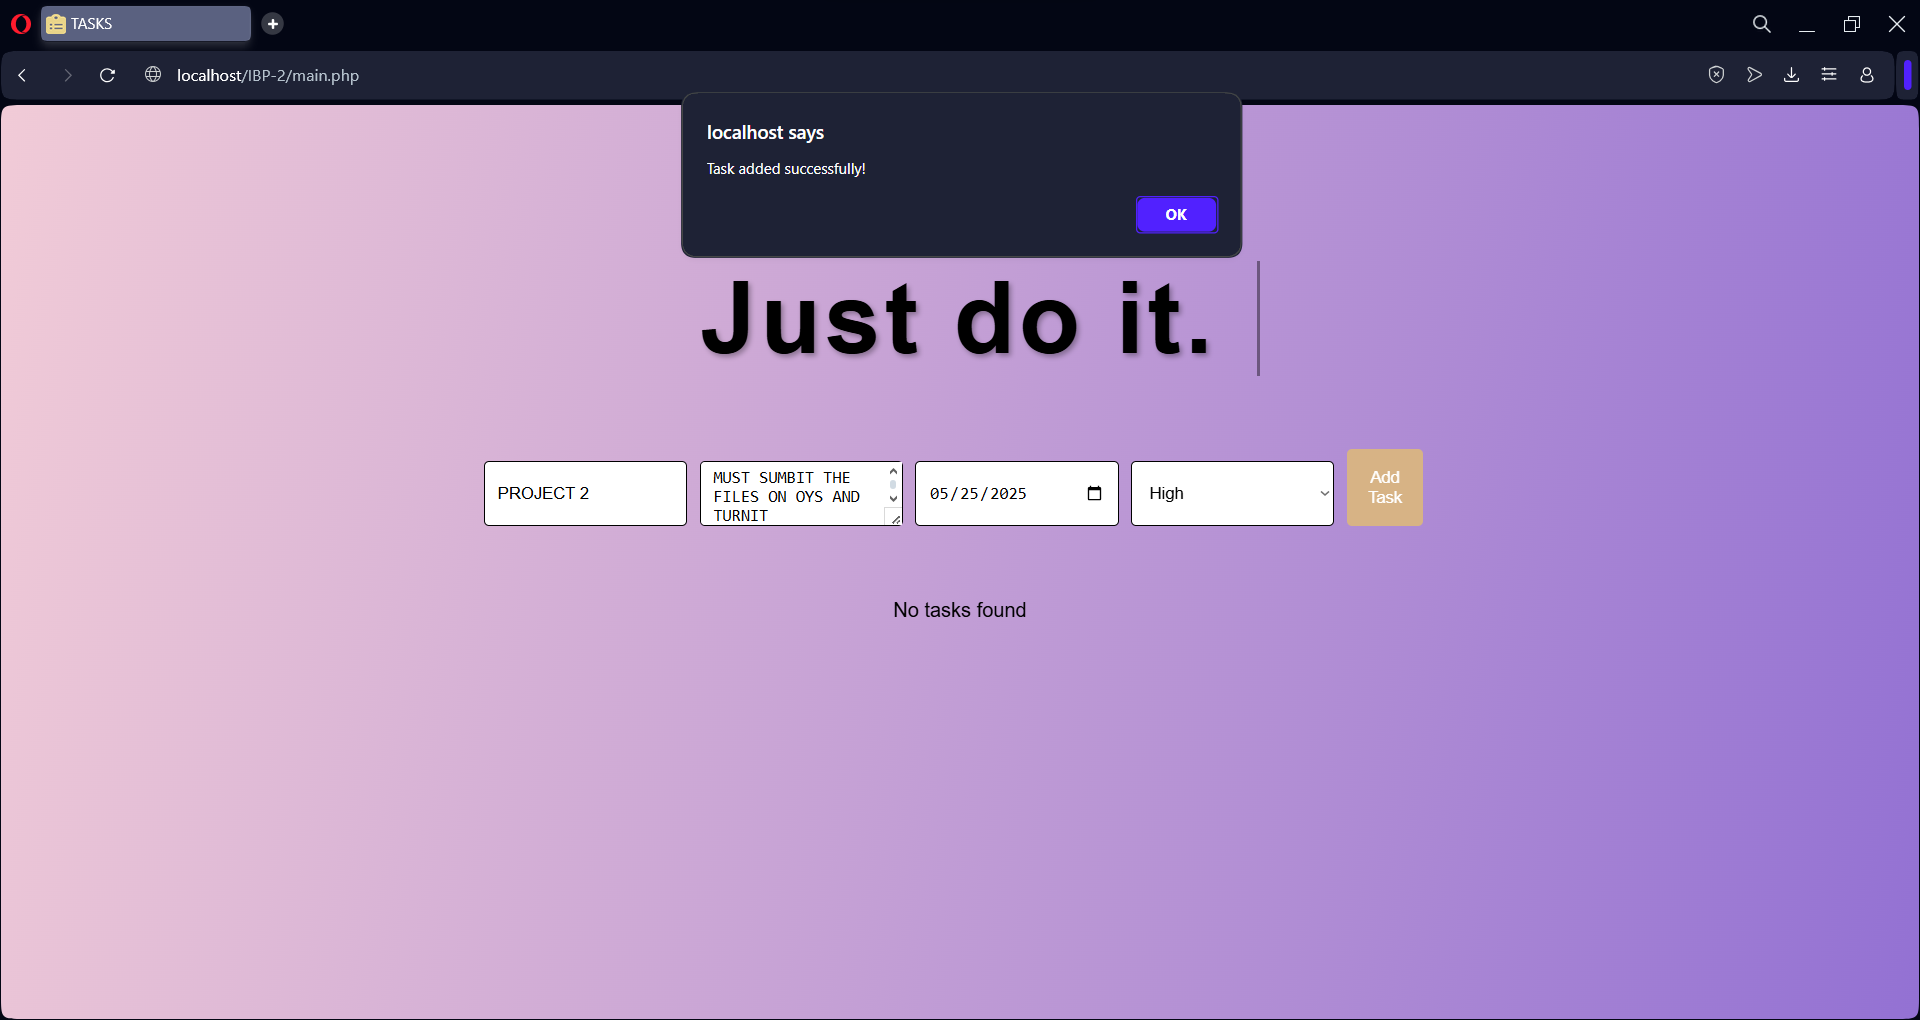 TASKS
localhost/IBP-2/main.php
localhost says
Task added successfully!
OK
Just do it.
PROJECT 2
MUST SUMBIT THE
FILES ON OYS AND
TURNIT
05/25/2025
High
Add
Task
No tasks found